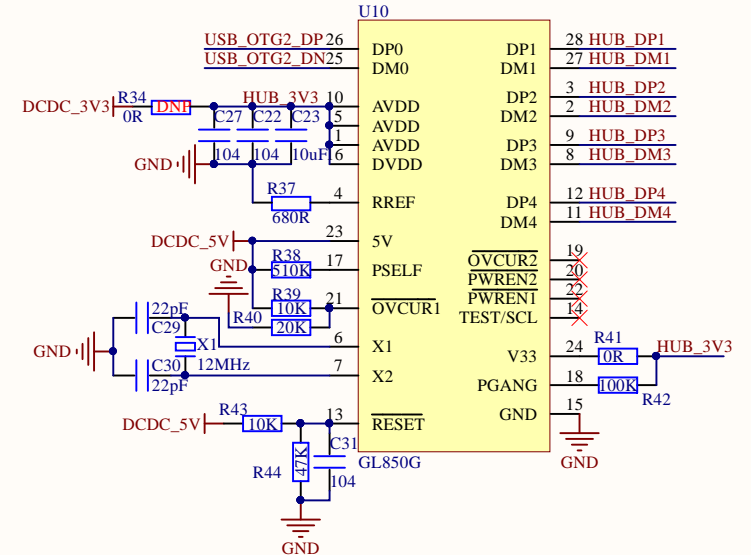 U10
USB_OTG2_DP 26 DP0 DP1 28 HUB_DP1
USB_OTG2_DN 25 DM0 DM1 27 HUB_DM1
DP2 3 HUB_DP2
DM2 2 HUB_DM2
DCDC_3V3 R34 DNP 0R HUB_3V3 10 AVDD
C27 C22 C23 5 AVDD
1 AVDD DP3 9 HUB_DP3
104 104 10uF 16 DVDD DM3 8 HUB_DM3
GND
R37 680R 4 RREF DP4 12 HUB_DP4
DM4 11 HUB_DM4
DCDC_5V 23 5V
OVCUR2 19
GND R38 510K 17 PSELF PWREN2 20
PWREN1 22
R39 10K 21 OVCUR1
R40 20K TEST/SCL 14
22pF C29 6 X1
GND X1 12MHz
C30 22pF 7 X2
V33 24 R41 0R HUB_3V3
PGANG 18 100K R42
DCDC_5V R43 10K 13 RESET GND 15
R44 47K C31 104
GL850G GND
GND